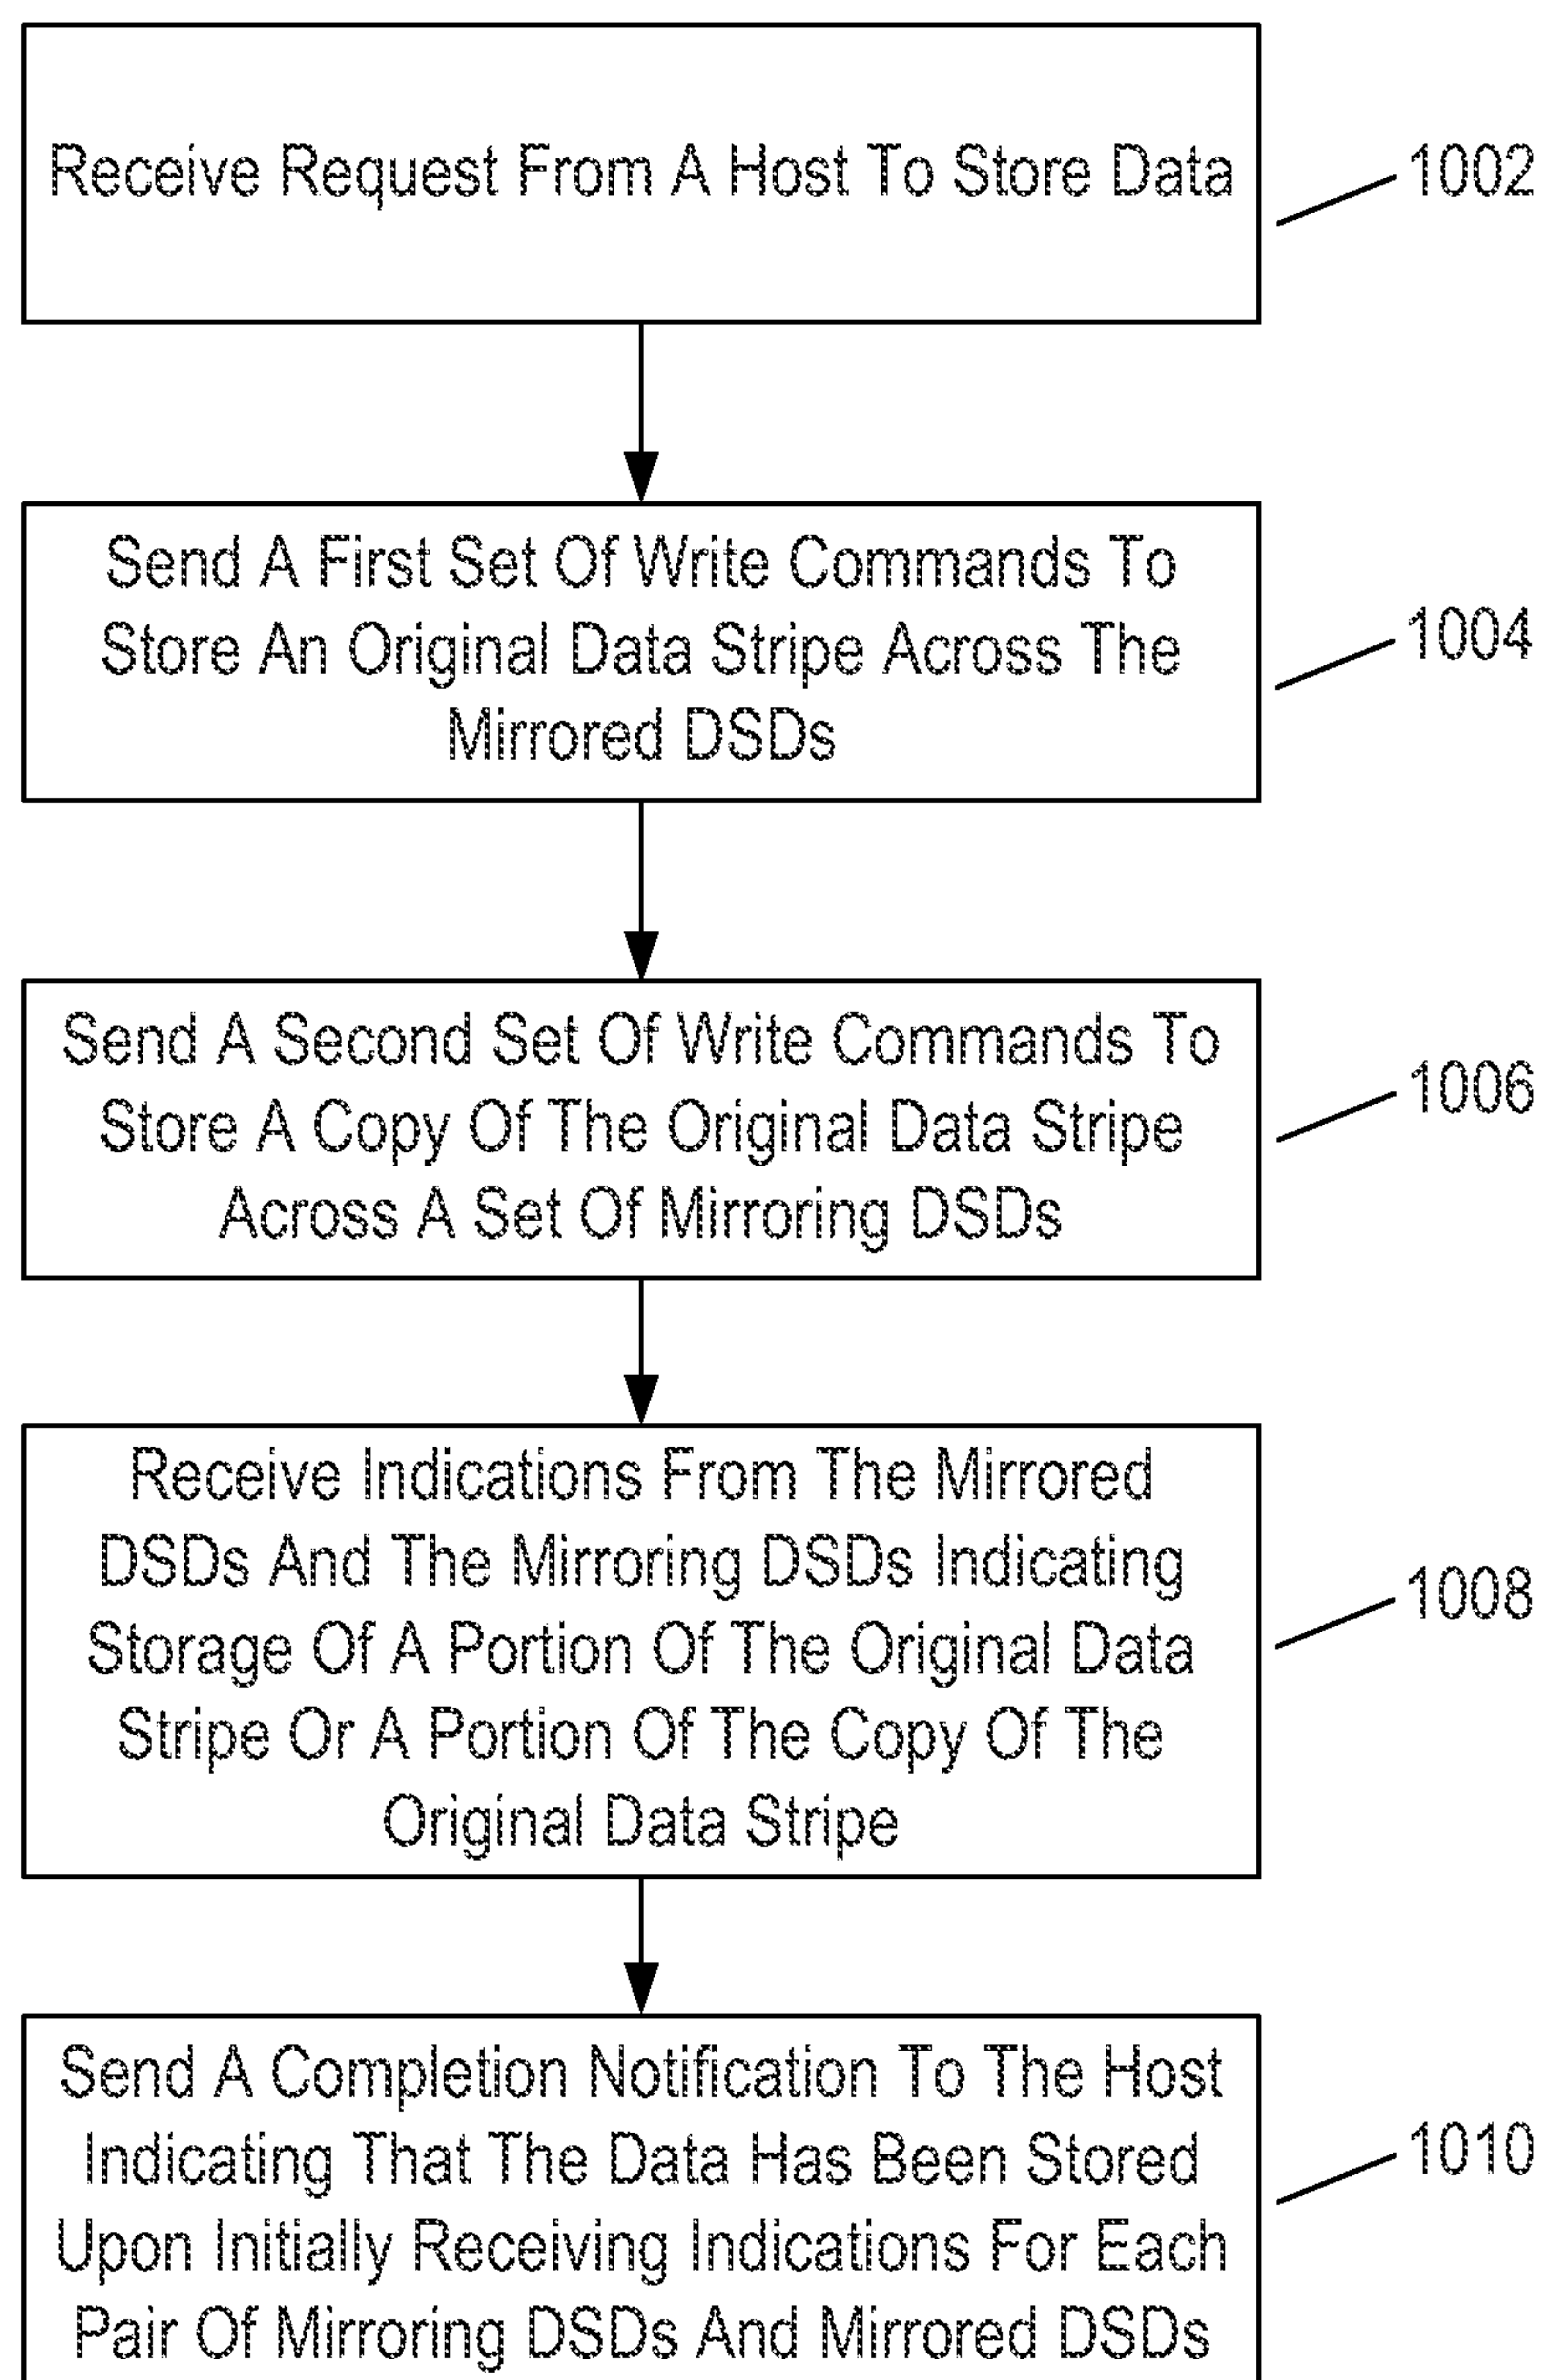 Receive Request From A Host To Store Data
1002
Send A First Set Of Write Commands To
Store An Original Data Stripe Across The
Mirrored DSDs
1004
Send A Second Set Of Write Commands To
Store A Copy Of The Original Data Stripe
Across A Set Of Mirroring DSDs
1006
Receive Indications From The Mirrored
DSDs And The Mirroring DSDs Indicating
Storage Of A Portion Of The Original Data
Stripe Or A Portion Of The Copy Of The
Original Data Stripe
1008
Send A Completion Notification To The Host
Indicating That The Data Has Been Stored
Upon Initially Receiving Indications For Each
Pair Of Mirroring DSDs And Mirrored DSDs
1010